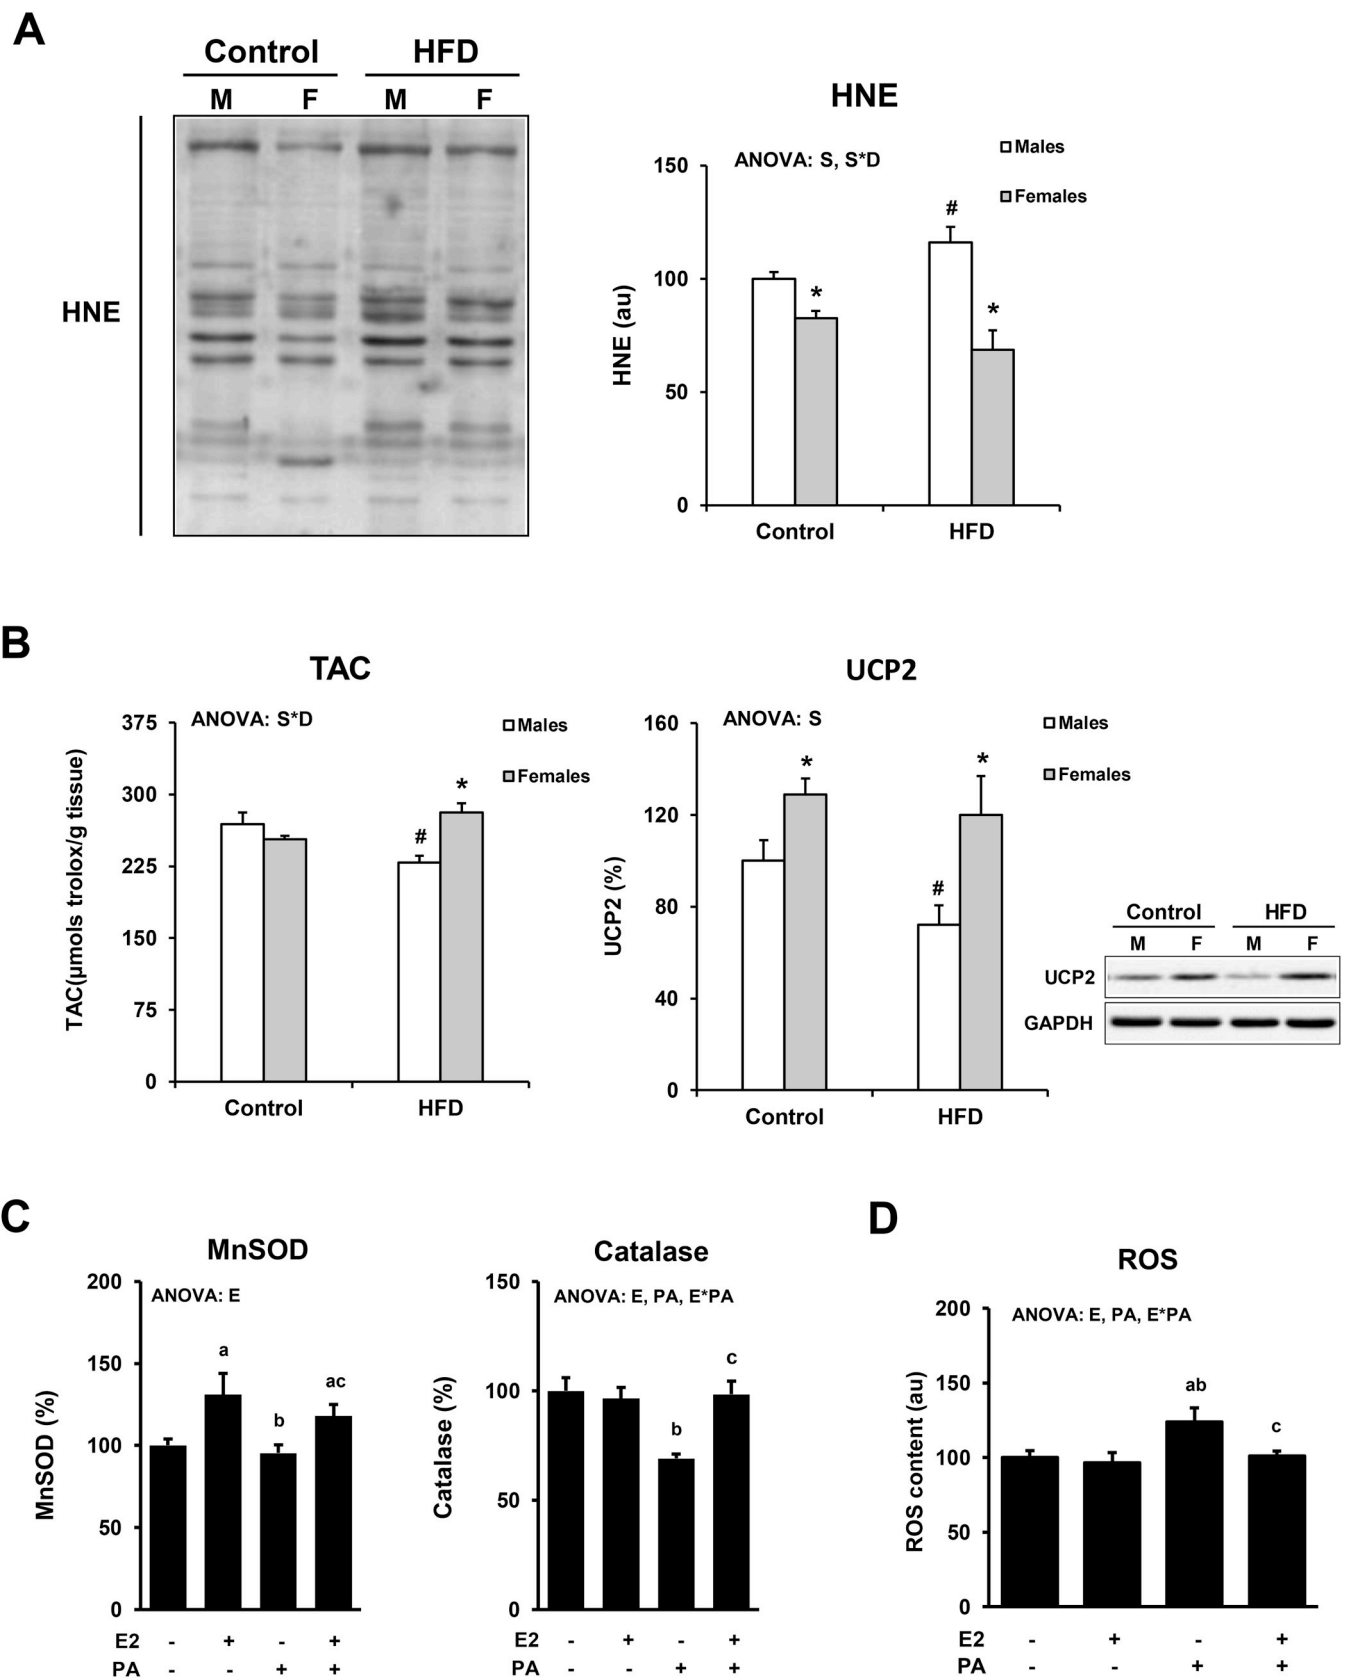 A
Control HFD
M F M F
HNE
HNE
ANOVA: S, S*D
Males
Females
HNE (au)
150
100
50
0
#
*
*
Control HFD
B
TAC
ANOVA: S*D
Males
Females
TAC(µmols trolox/g tissue)
375
300
225
150
75
0
#
*
Control HFD
UCP2
ANOVA: S
Males
Females
UCP2 (%)
160
120
80
40
0
*
#
*
Control HFD
Control HFD
M F M F
UCP2
GAPDH
C
MnSOD
ANOVA: E
MnSOD (%)
200
150
100
50
0
a
b
ac
E2 - + - +
PA - - + +
Catalase
ANOVA: E, PA, E*PA
Catalase (%)
150
100
50
0
b
c
E2 - + - +
PA - - + +
D
ROS
ANOVA: E, PA, E*PA
ROS content (au)
200
150
100
50
0
ab
c
E2 - + - +
PA - - + +